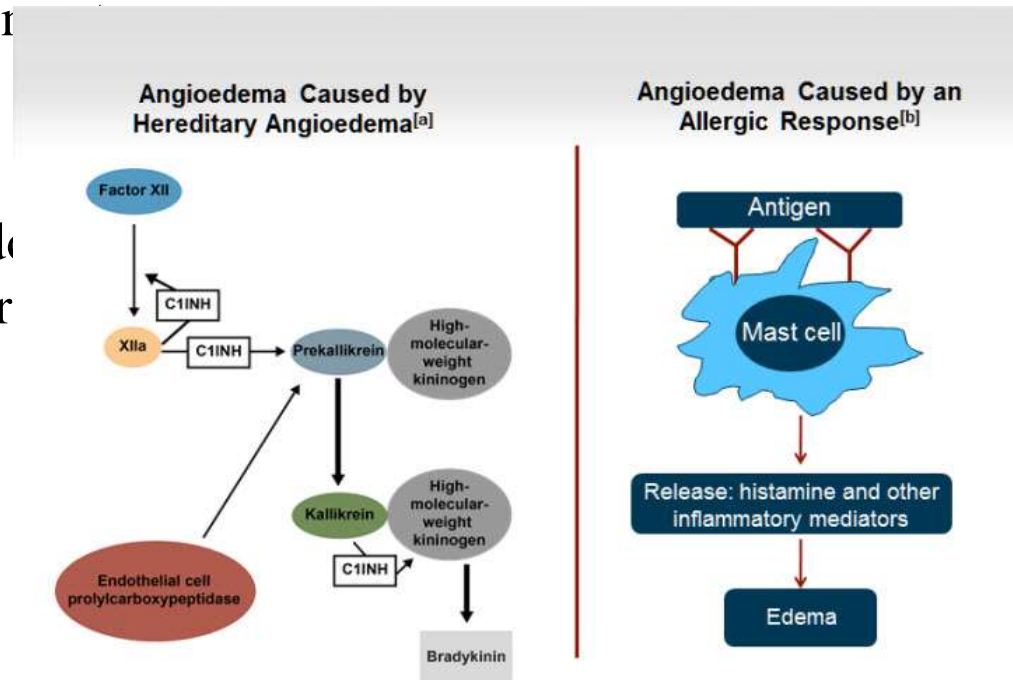 Angioedema Caused by
Hereditary Angioedema[a]
Factor XII
C1INH
XIIa
C1INH
Prekallikrein
High-
molecular-
weight
kininogen
Kallikrein
High-
molecular-
weight
kininogen
C1INH
Endothelial cell
prolylcarboxypeptidase
Bradykinin
Angioedema Caused by an
Allergic Response[b]
Antigen
Mast cell
Release: histamine and other
inflammatory mediators
Edema